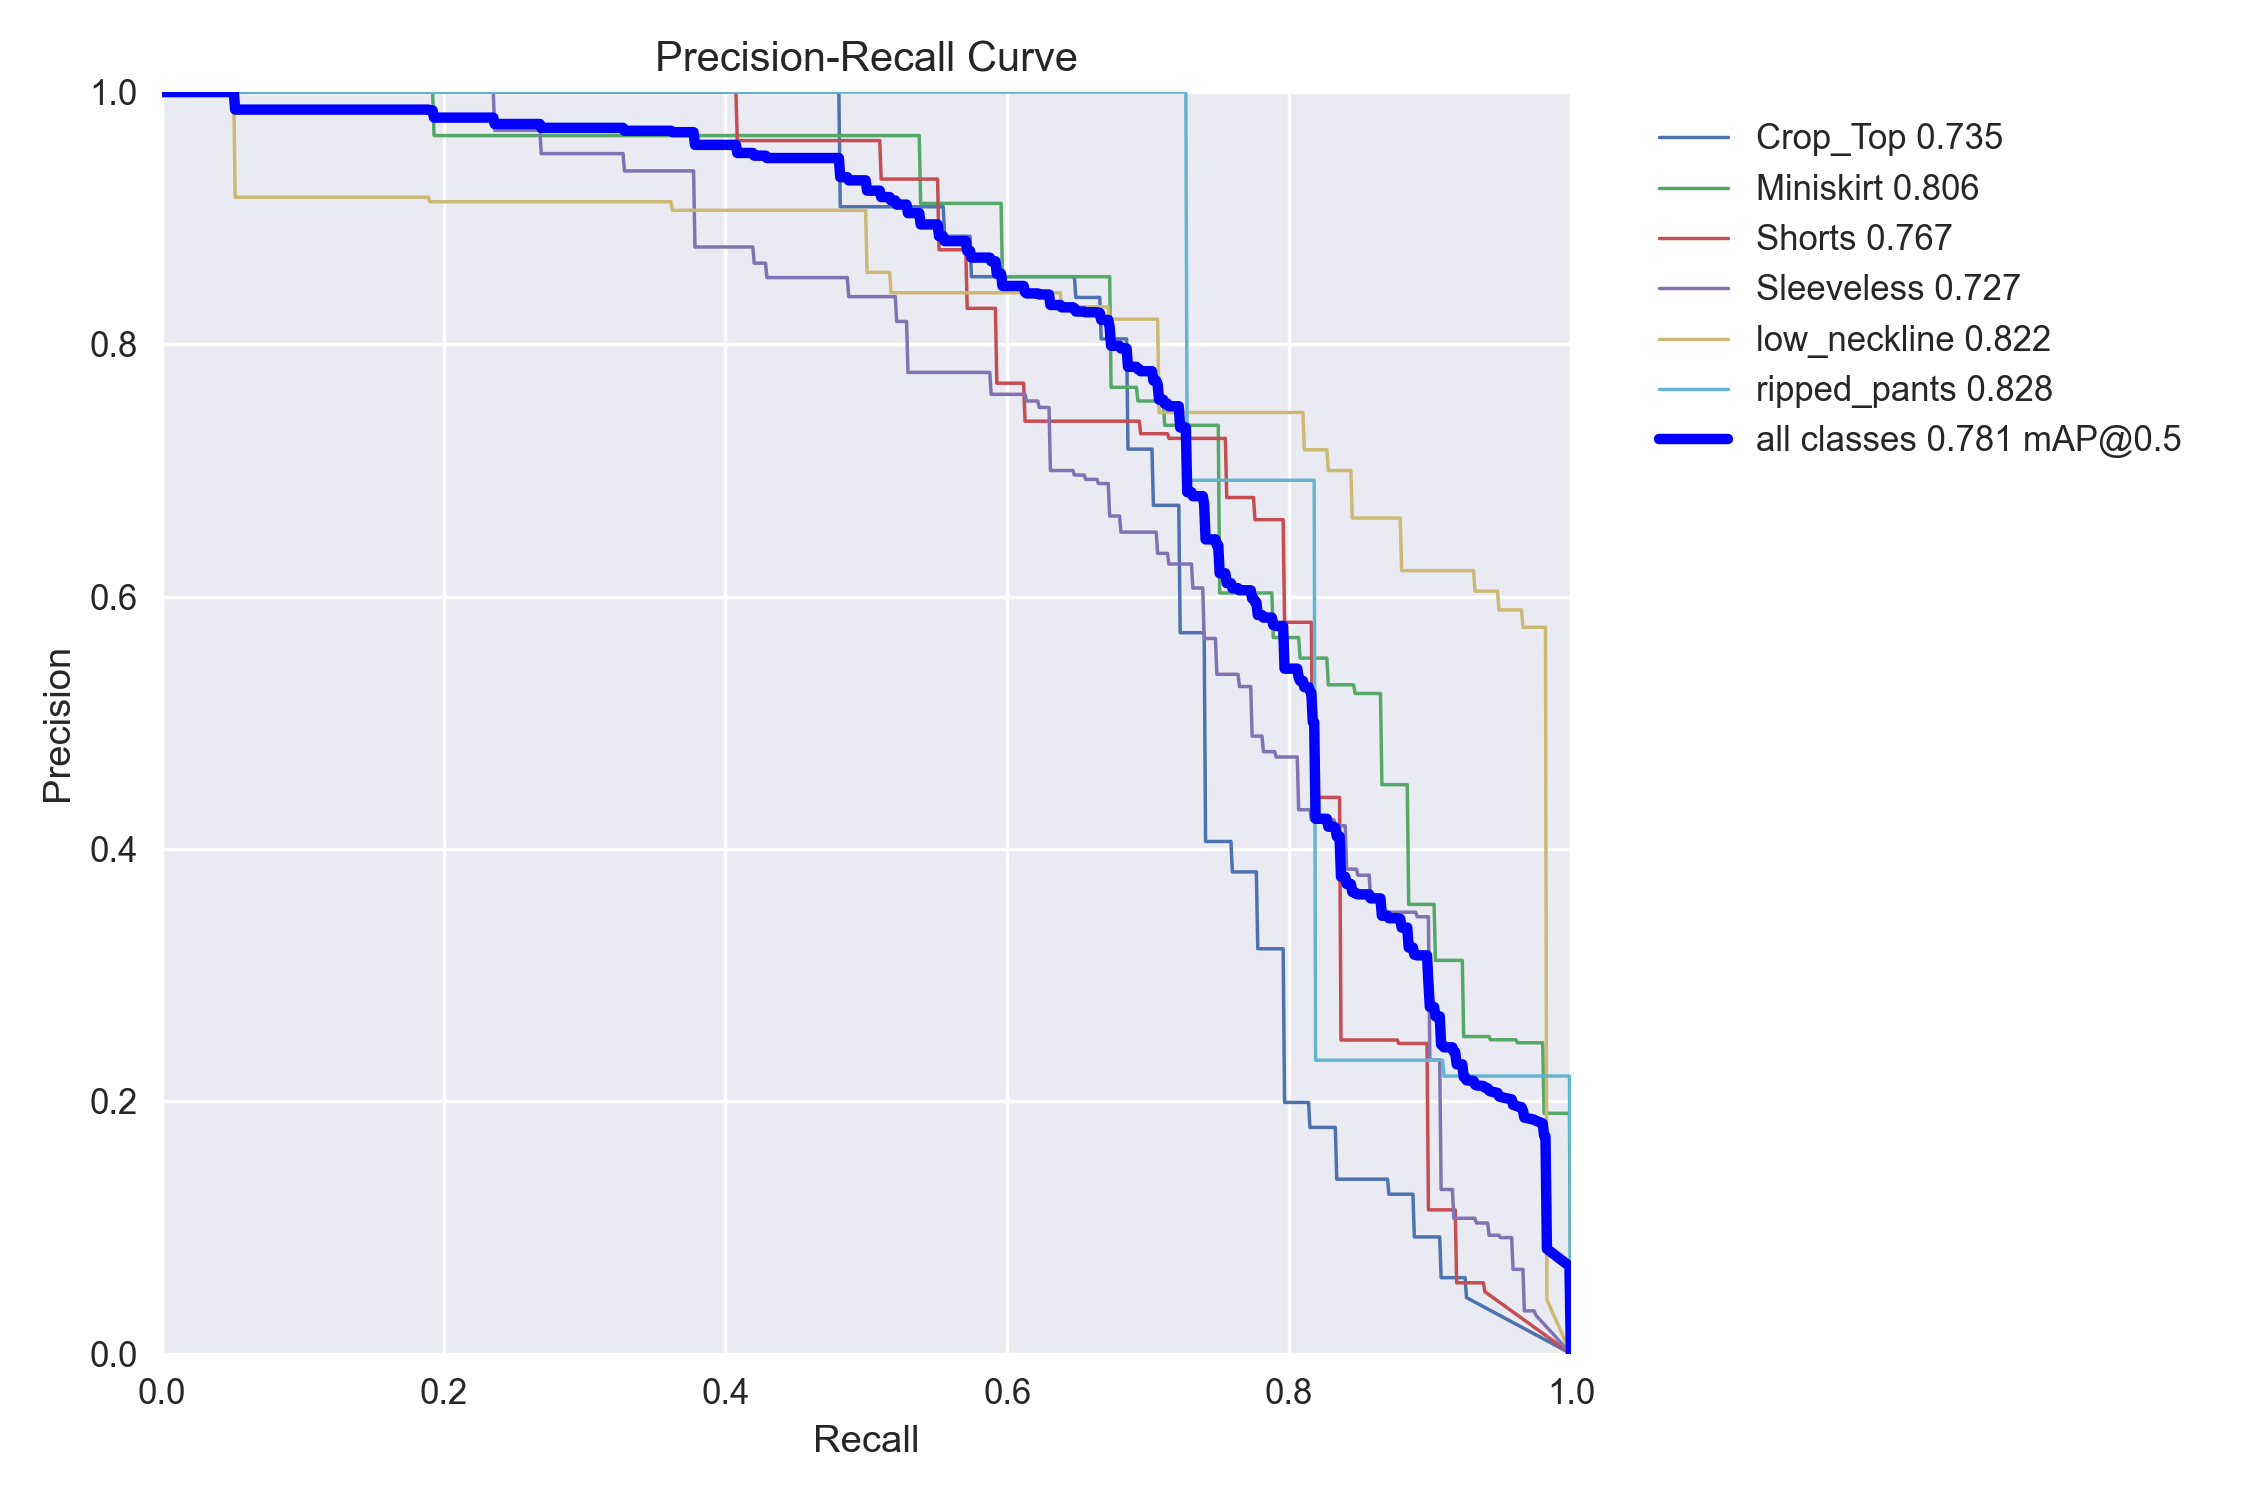 Precision-Recall Curve
1.0
0.8
0.6
0.4
0.2
0.0
Precision
0.0 0.2 0.4 0.6 0.8 1.0
Recall
Crop_Top 0.735
Miniskirt 0.806
Shorts 0.767
Sleeveless 0.727
low_neckline 0.822
ripped_pants 0.828
all classes 0.781 mAP@0.5